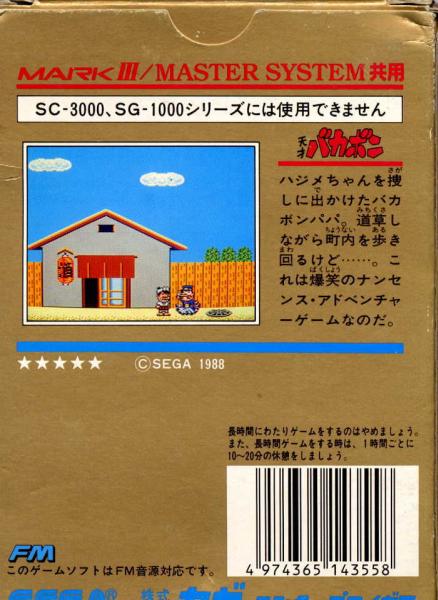 MARK III/MASTER SYSTEM 共用
SC-3000、SG-1000シリーズには使用できません
天才バカボン
ハジメちゃんを捜
しに出かけたバカ
ボンパパ。道草し
ながら町内を歩き
回るけど……。こ
れは爆笑のナンセ
ンス・アドベンチャ
ーゲームなのだ。
道
★★★★★ ©SEGA 1988
長時間にわたりゲームをするのはやめましょう。
また、長時間ゲームをする時は、1時間ごとに
10〜20分の休憩をしましょう。
FM
このゲームソトはFM音源対応です。
4 974365 143558
SEGA® 株式